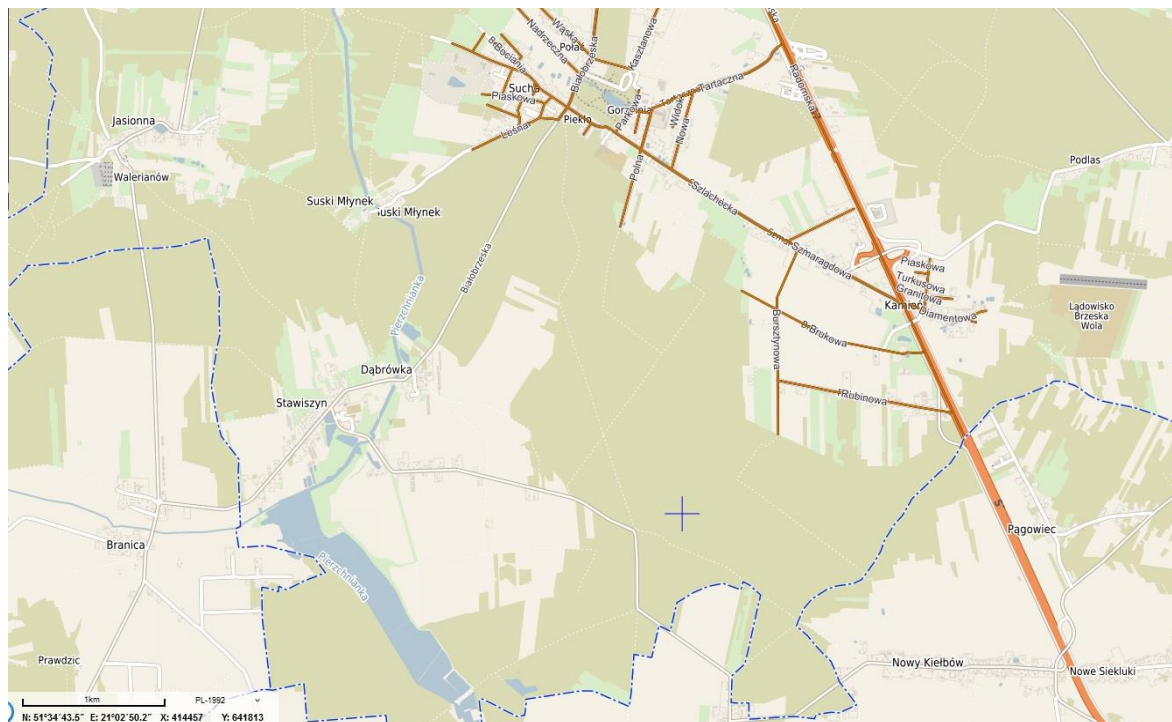 Wąska
Nadrzeczna
Połać
Białobrzeska
Kasztanowa
Bociania
Sucha
Piaskowa
Leśna
Piekło
Gorzelnia
Parkowa
Tartaczna
Widok
Nowa
Polna
Radomska
Szlachecka
Jasionna
Walerianów
Podlas
Suski Młynek
uski Młynek
Białobrzeska
Szmaragdowa
Piaskowa
Turkusowa
Granitowa
Kamień
Diamentowa
Lądowisko
Brzeska
Wola
Pierzchnianka
Bursztynowa
Brukowa
Dąbrówka
Stawiszyn
Rubinowa
Pągowiec
Branica
Pierzchnianka
Prawdzic
Nowy Kiełbów
Nowe Siekluki
1km
PL-1992
N: 51°34'43.5" E: 21°02'50.2" X: 414457 Y: 641813